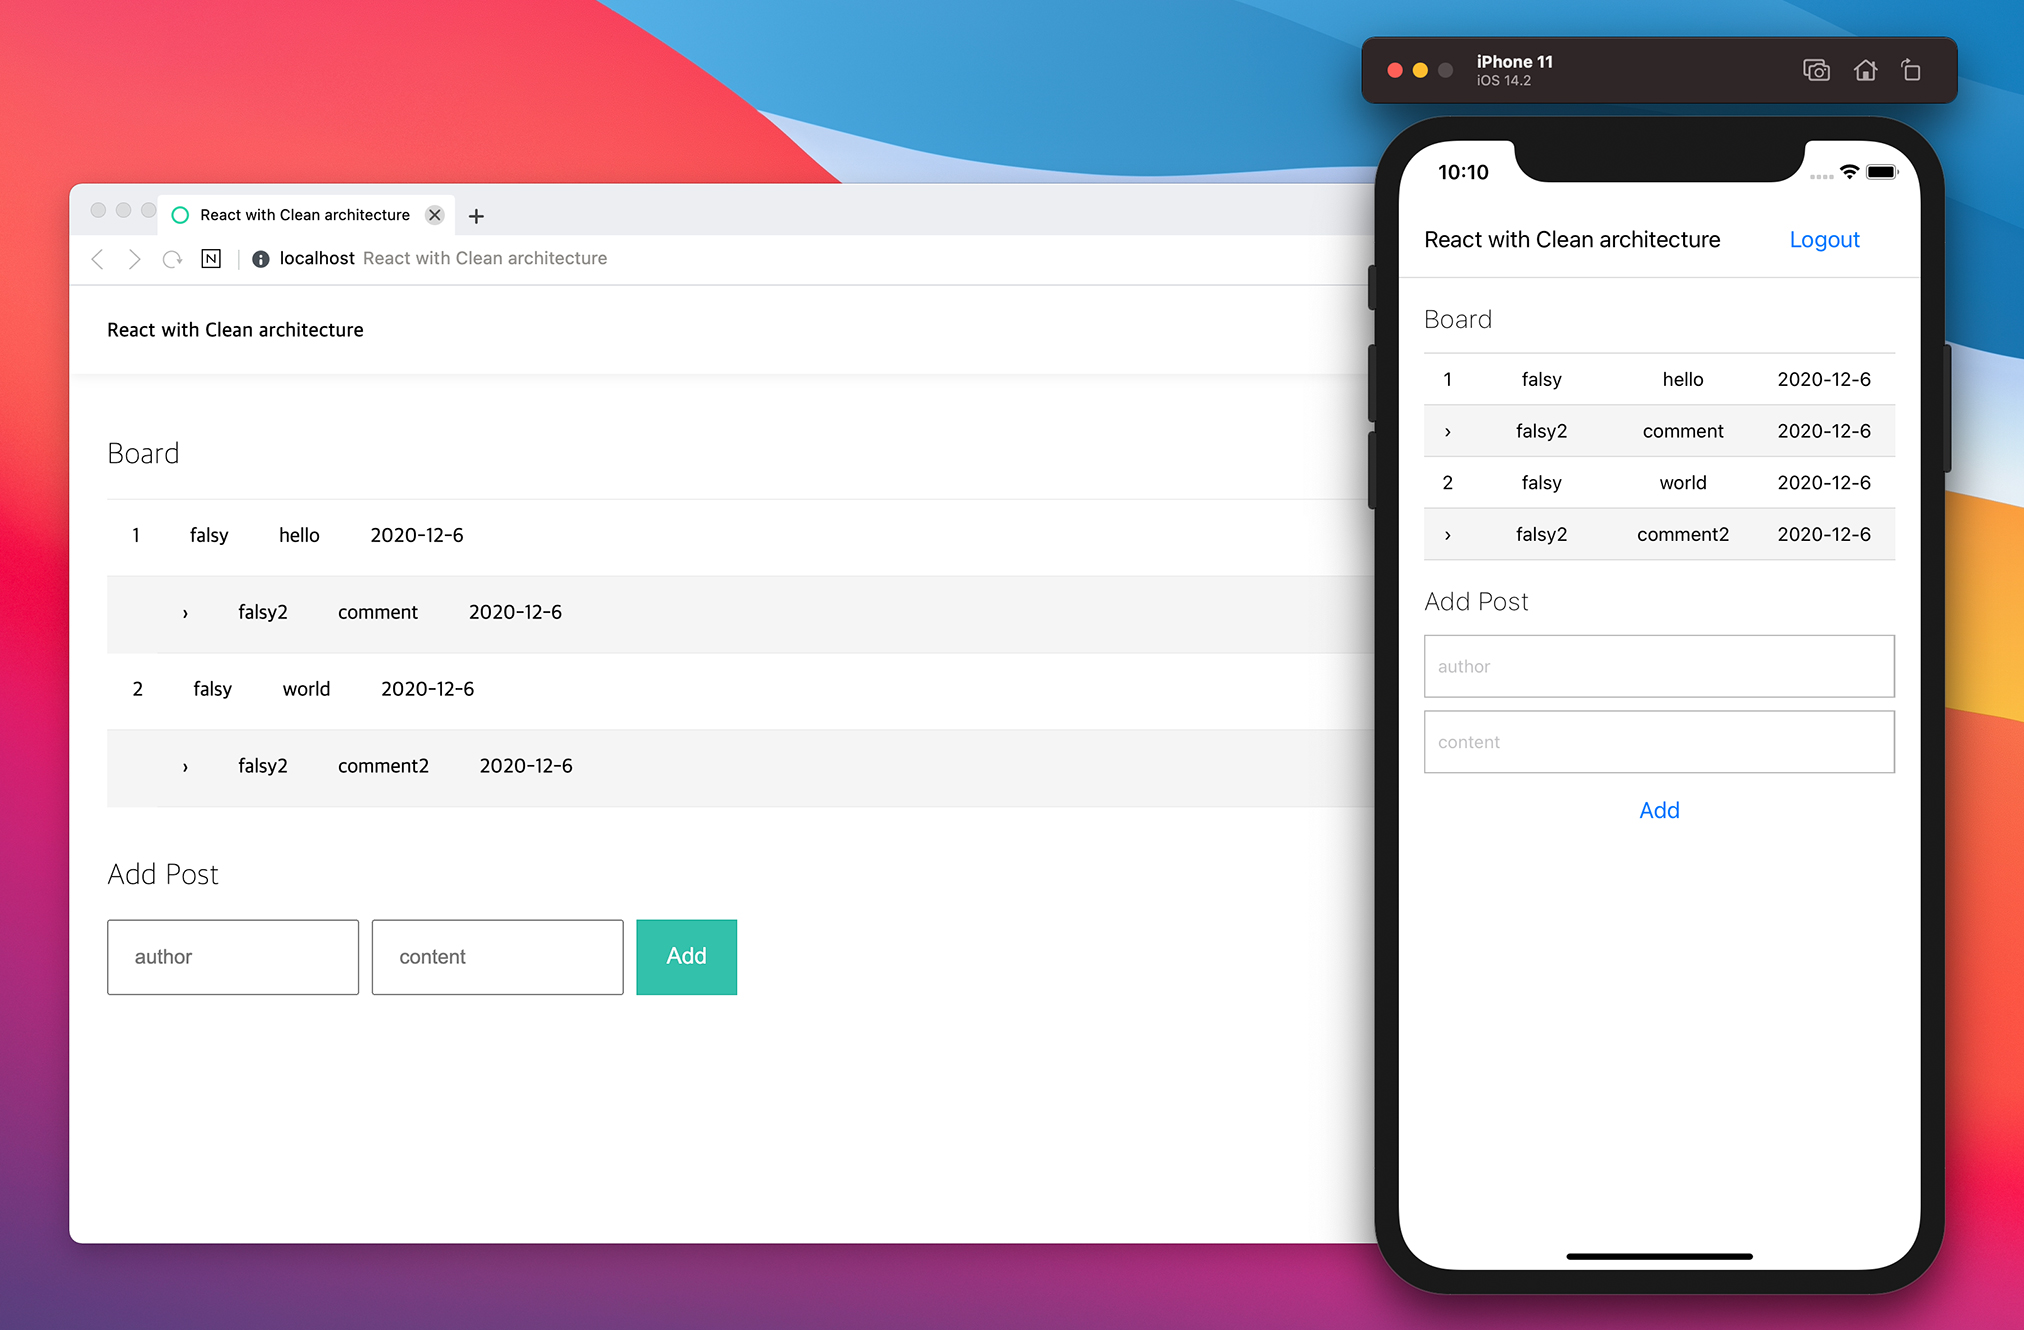 React with Clean architecture
N localhost React with Clean architecture
React with Clean architecture
Board
1 falsy hello 2020-12-6
› falsy2 comment 2020-12-6
2 falsy world 2020-12-6
› falsy2 comment2 2020-12-6
Add Post
author content Add
iPhone 11
iOS 14.2
10:10
React with Clean architecture Logout
Board
1 falsy hello 2020-12-6
› falsy2 comment 2020-12-6
2 falsy world 2020-12-6
› falsy2 comment2 2020-12-6
Add Post
author
content
Add